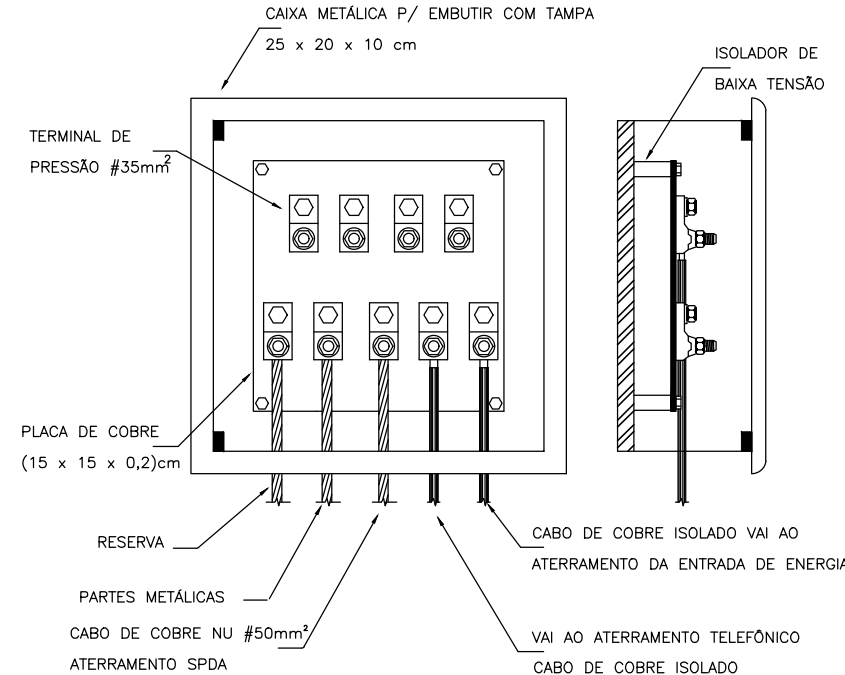 CAIXA METÁLICA P/ EMBUTIR COM TAMPA
25 x 20 x 10 cm
ISOLADOR DE
BAIXA TENSÃO
TERMINAL DE
PRESSÃO #35mm²
PLACA DE COBRE
(15 x 15 x 0,2)cm
RESERVA
CABO DE COBRE ISOLADO VAI AO
ATERRAMENTO DA ENTRADA DE ENERGIA
PARTES METÁLICAS
CABO DE COBRE NU #50mm²
ATERRAMENTO SPDA
VAI AO ATERRAMENTO TELEFÔNICO
CABO DE COBRE ISOLADO